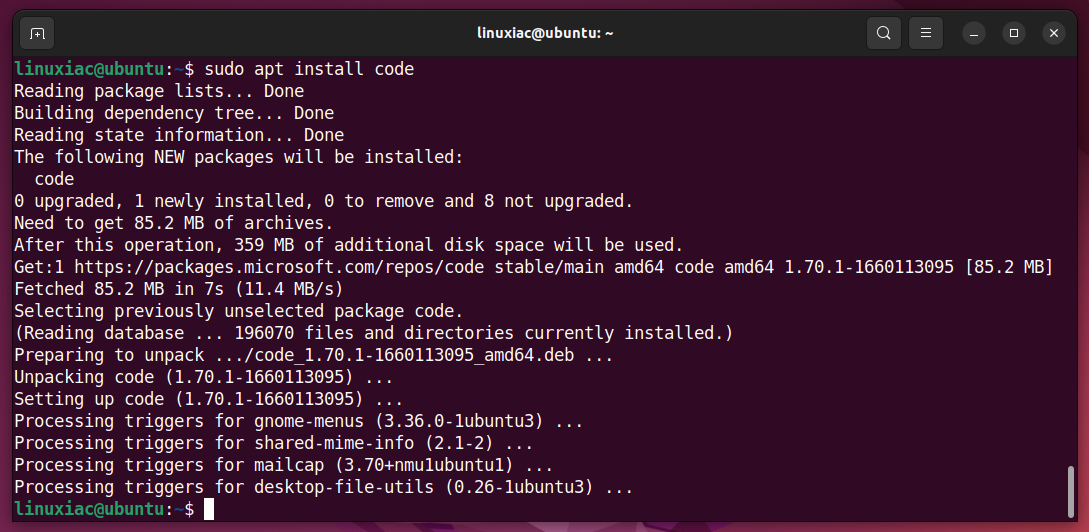 linuxiac@ubuntu: ~
linuxiac@ubuntu:~$ sudo apt install code
Reading package lists... Done
Building dependency tree... Done
Reading state information... Done
The following NEW packages will be installed:
  code
0 upgraded, 1 newly installed, 0 to remove and 8 not upgraded.
Need to get 85.2 MB of archives.
After this operation, 359 MB of additional disk space will be used.
Get:1 https://packages.microsoft.com/repos/code stable/main amd64 code amd64 1.70.1-1660113095 [85.2 MB]
Fetched 85.2 MB in 7s (11.4 MB/s)
Selecting previously unselected package code.
(Reading database ... 196070 files and directories currently installed.)
Preparing to unpack .../code_1.70.1-1660113095_amd64.deb ...
Unpacking code (1.70.1-1660113095) ...
Setting up code (1.70.1-1660113095) ...
Processing triggers for gnome-menus (3.36.0-1ubuntu3) ...
Processing triggers for shared-mime-info (2.1-2) ...
Processing triggers for mailcap (3.70+nmu1ubuntu1) ...
Processing triggers for desktop-file-utils (0.26-1ubuntu3) ...
linuxiac@ubuntu:~$